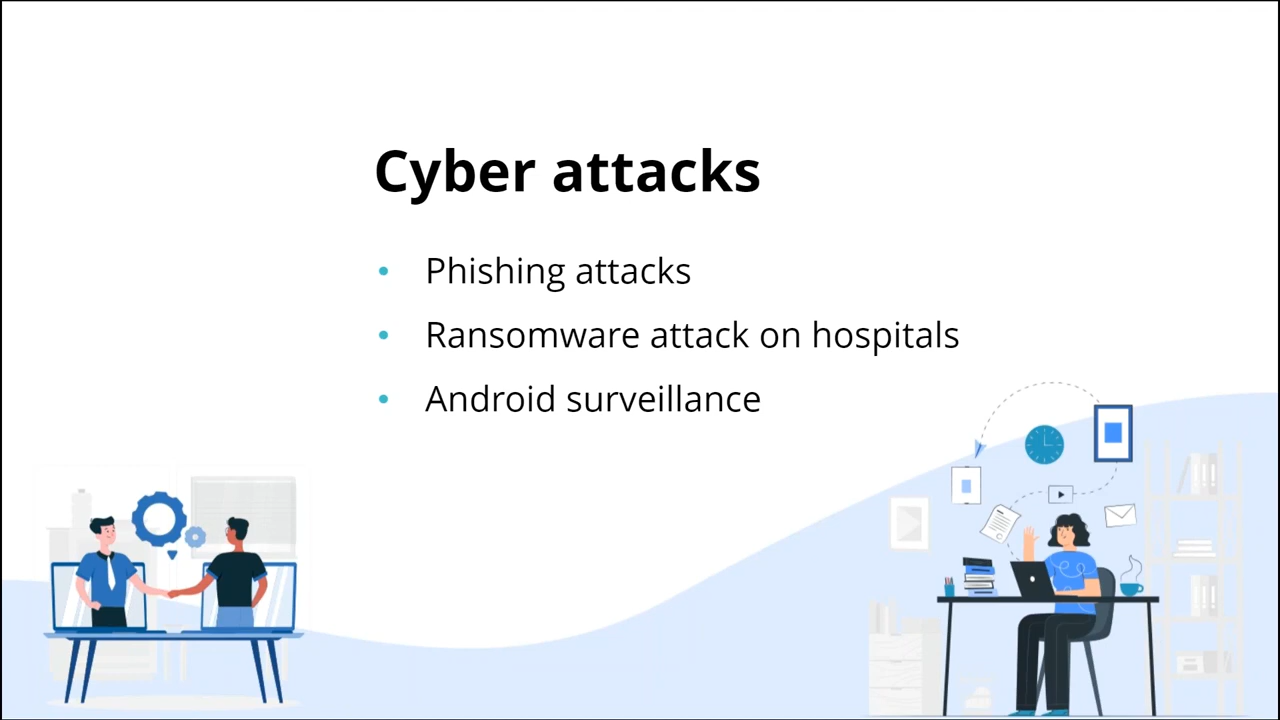 Cyber attacks
• Phishing attacks
• Ransomware attack on hospitals
• Android surveillance